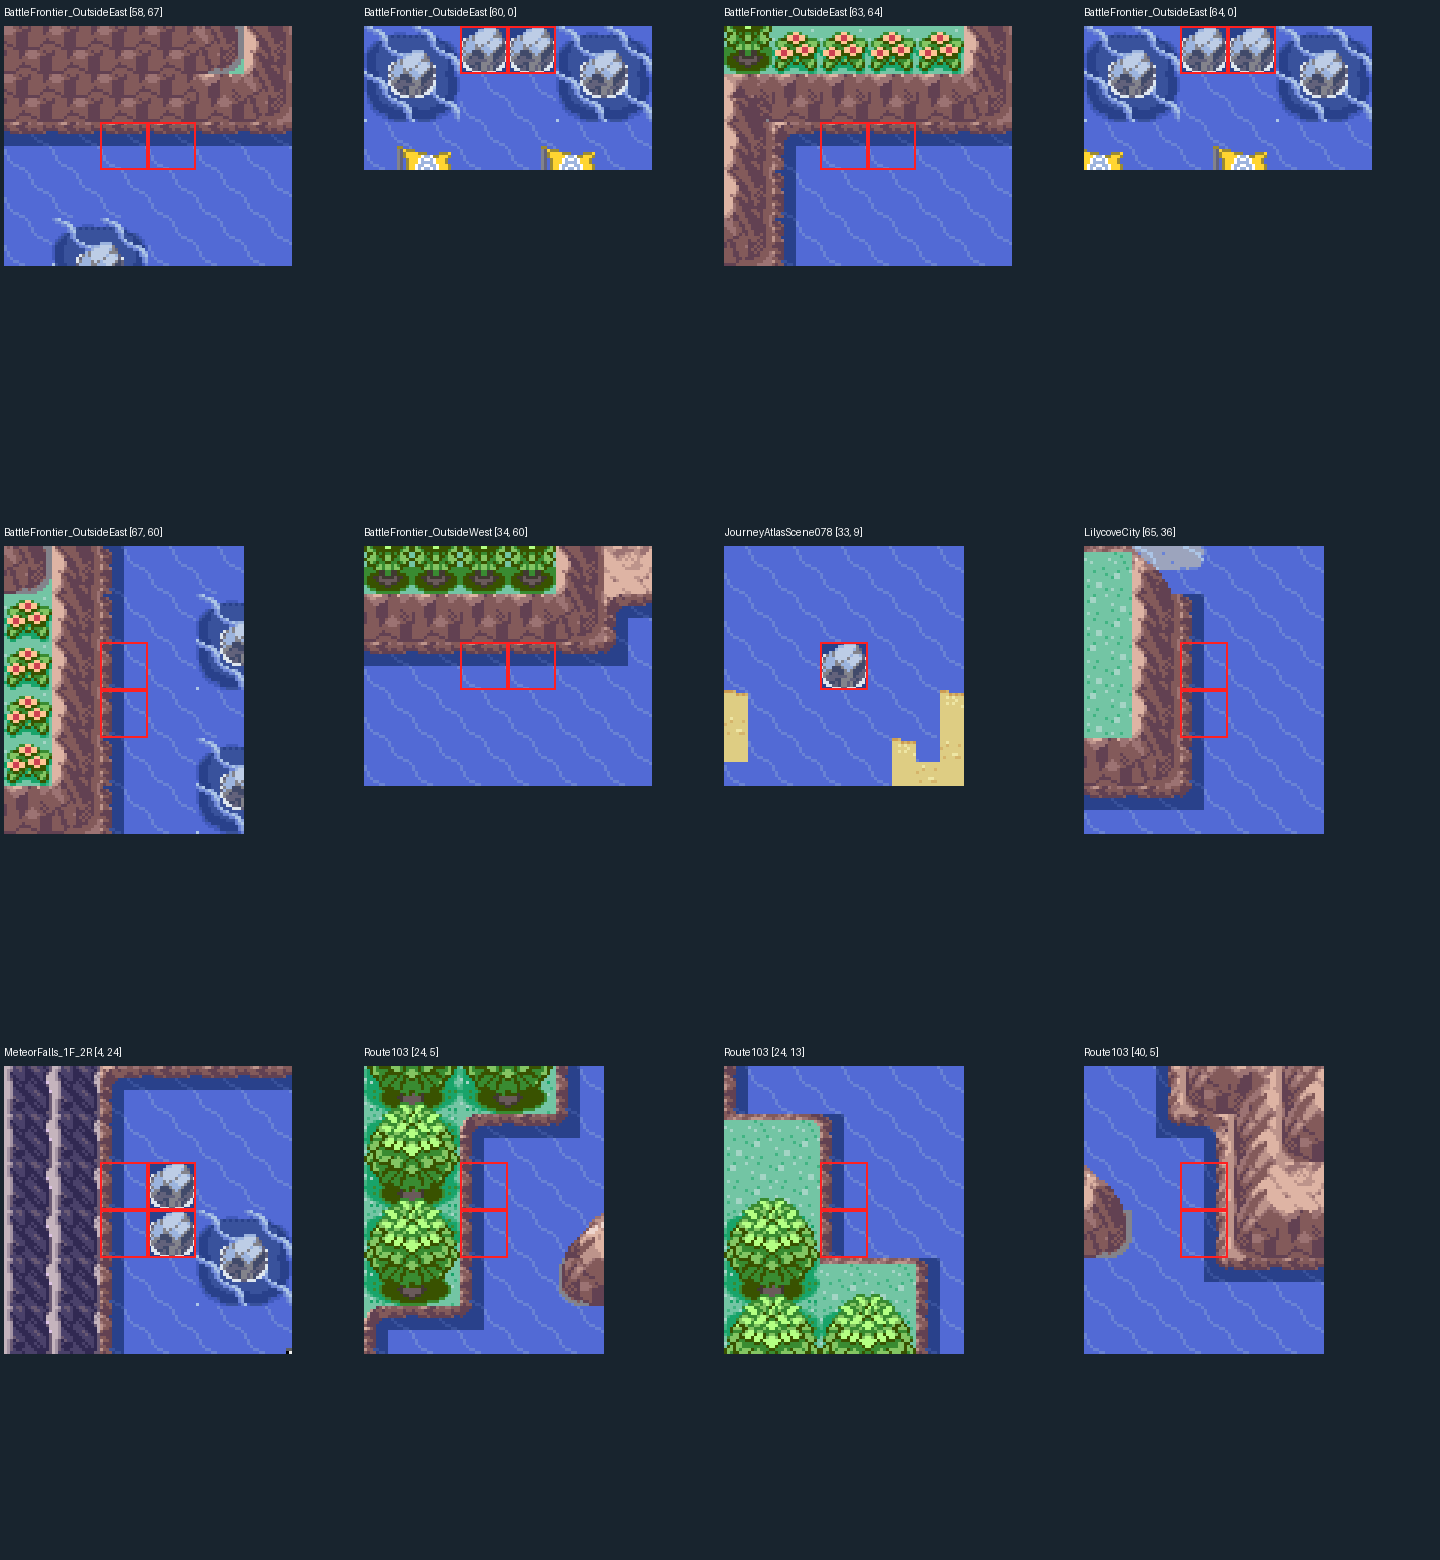 BattleFrontier_OutsideEast [58, 67]
BattleFrontier_OutsideEast [60, 0]
BattleFrontier_OutsideEast [63, 64]
BattleFrontier_OutsideEast [64, 0]
BattleFrontier_OutsideEast [67, 60]
BattleFrontier_OutsideWest [34, 60]
JourneyAtlasScene078 [33, 9]
LilycoveCity [65, 36]
MeteorFalls_1F_2R [4, 24]
Route103 [24, 5]
Route103 [24, 13]
Route103 [40, 5]